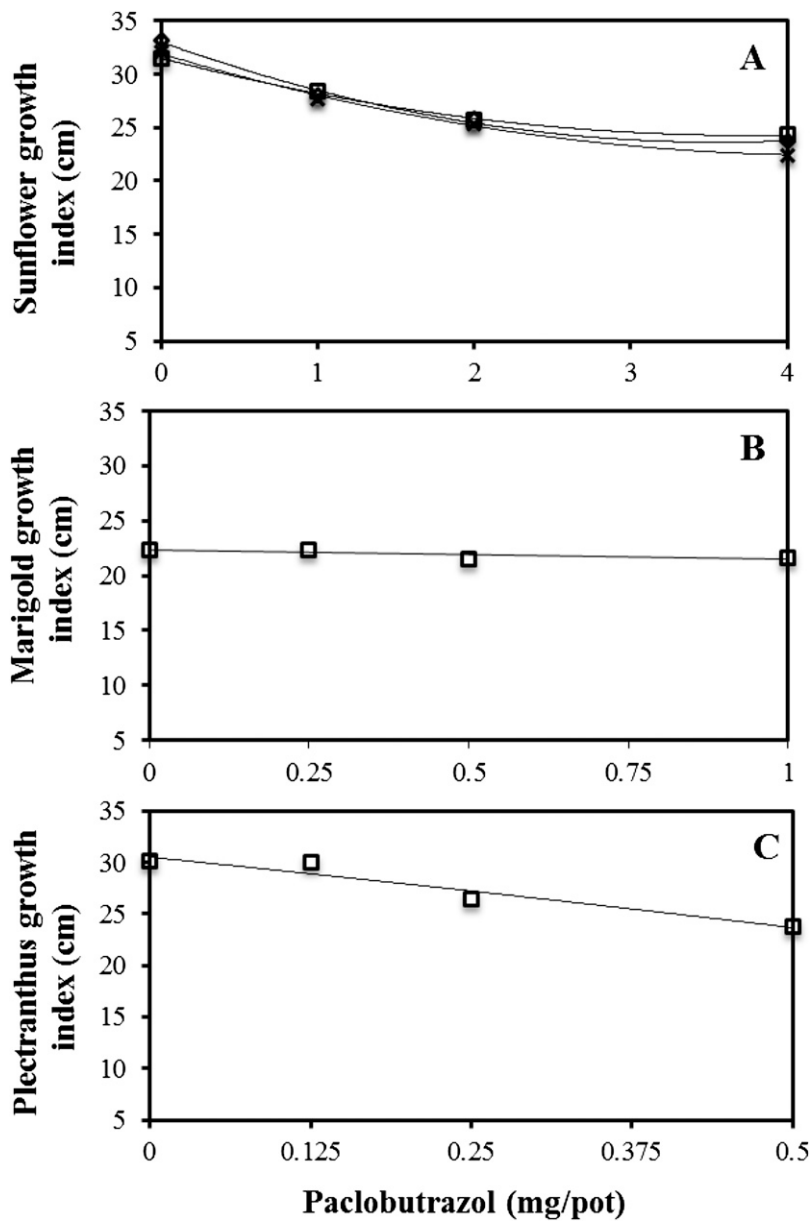 Sunflower growth
index (cm)
35
30
25
20
15
10
5
A
0 1 2 3 4
Marigold growth
index (cm)
35
30
25
20
15
10
5
B
0 0.25 0.5 0.75 1
Plectranthus growth
index (cm)
35
30
25
20
15
10
5
C
0 0.125 0.25 0.375 0.5
Paclobutrazol (mg/pot)